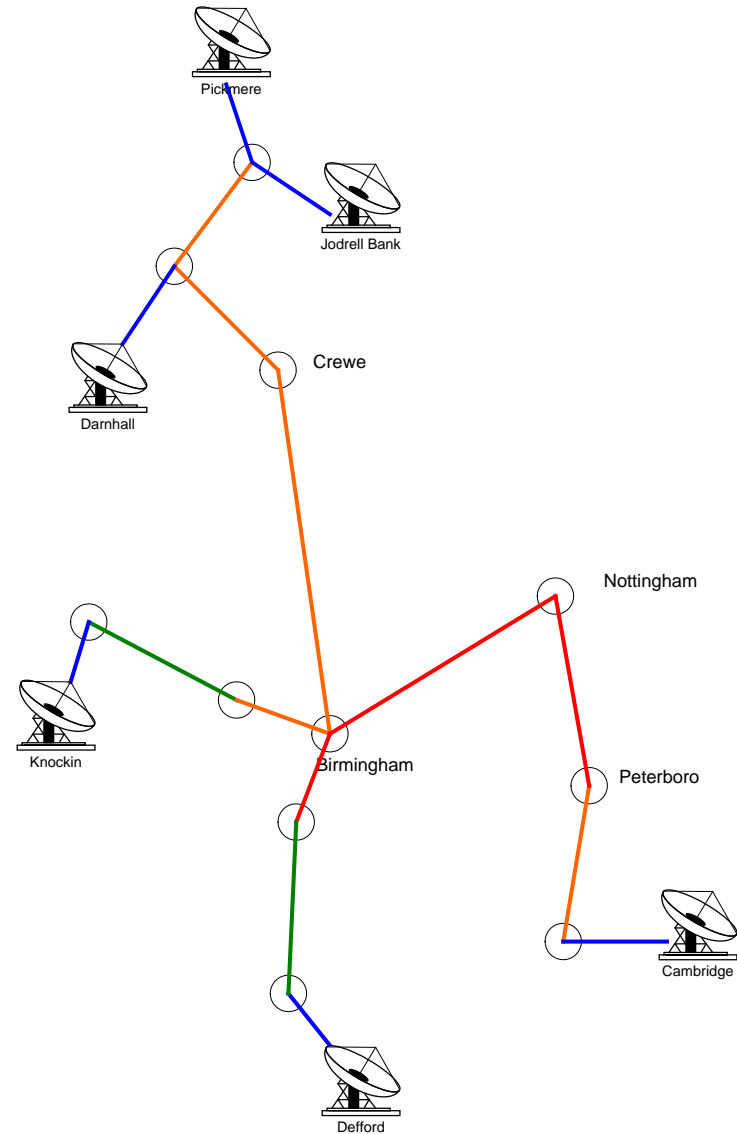 Pickmere
Jodrell Bank
Crewe
Darnhall
Nottingham
Knockin
Birmingham
Peterboro
Cambridge
Defford